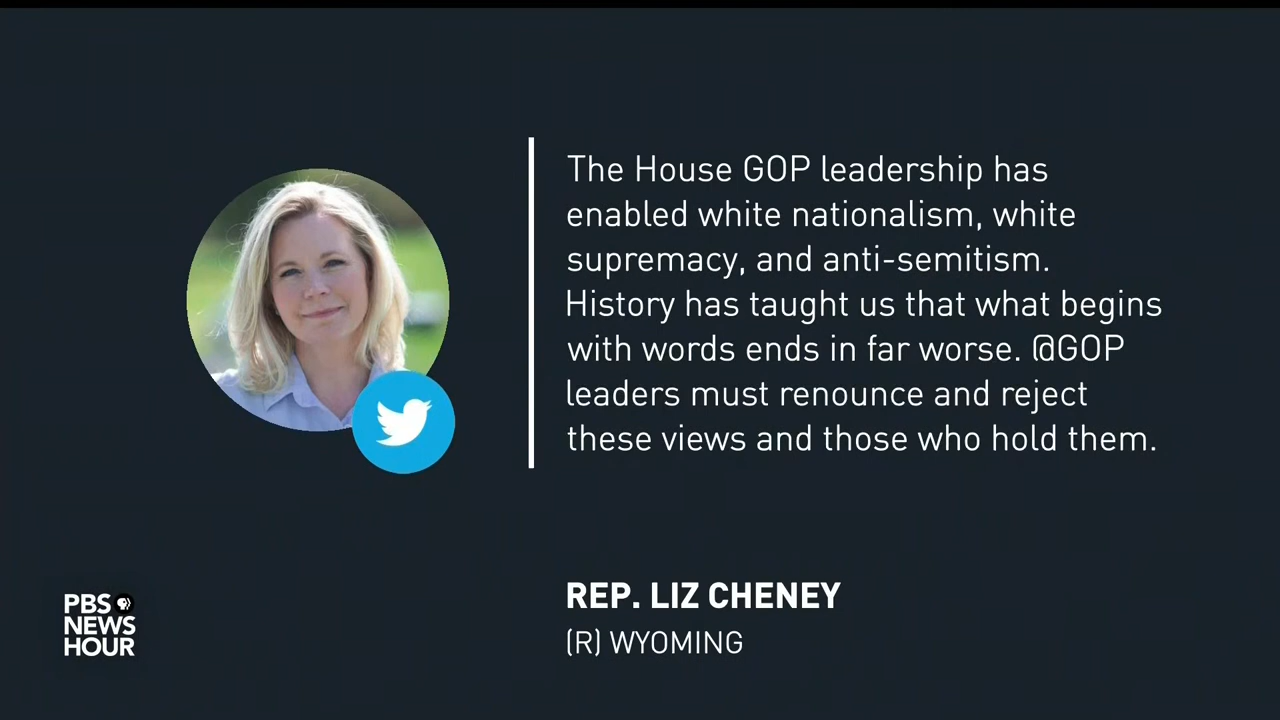 The House GOP leadership has
enabled white nationalism, white
supremacy, and anti-semitism.
History has taught us that what begins
with words ends in far worse. @GOP
leaders must renounce and reject
these views and those who hold them.
REP. LIZ CHENEY
(R) WYOMING
PBS
NEWS
HOUR